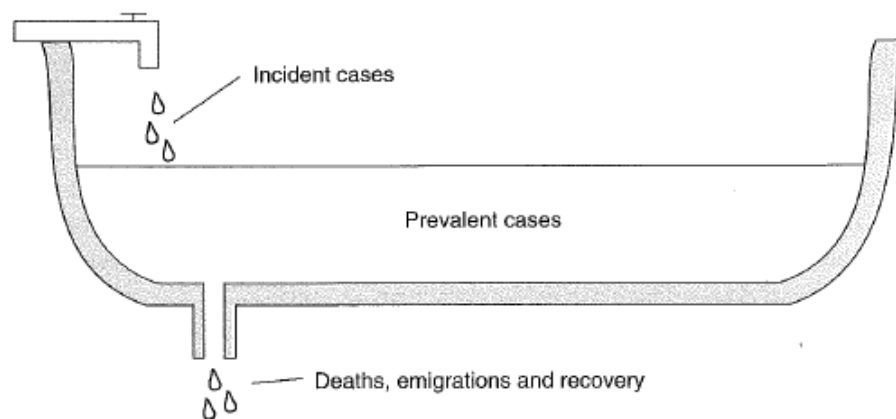 Incident cases
Prevalent cases
Deaths, emigrations and recovery